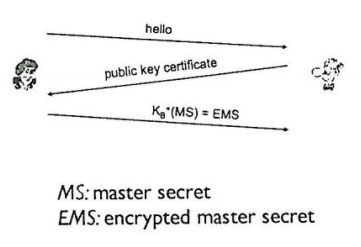 hello
public key certificate
K_B⁺(MS) = EMS
MS: master secret
EMS: encrypted master secret